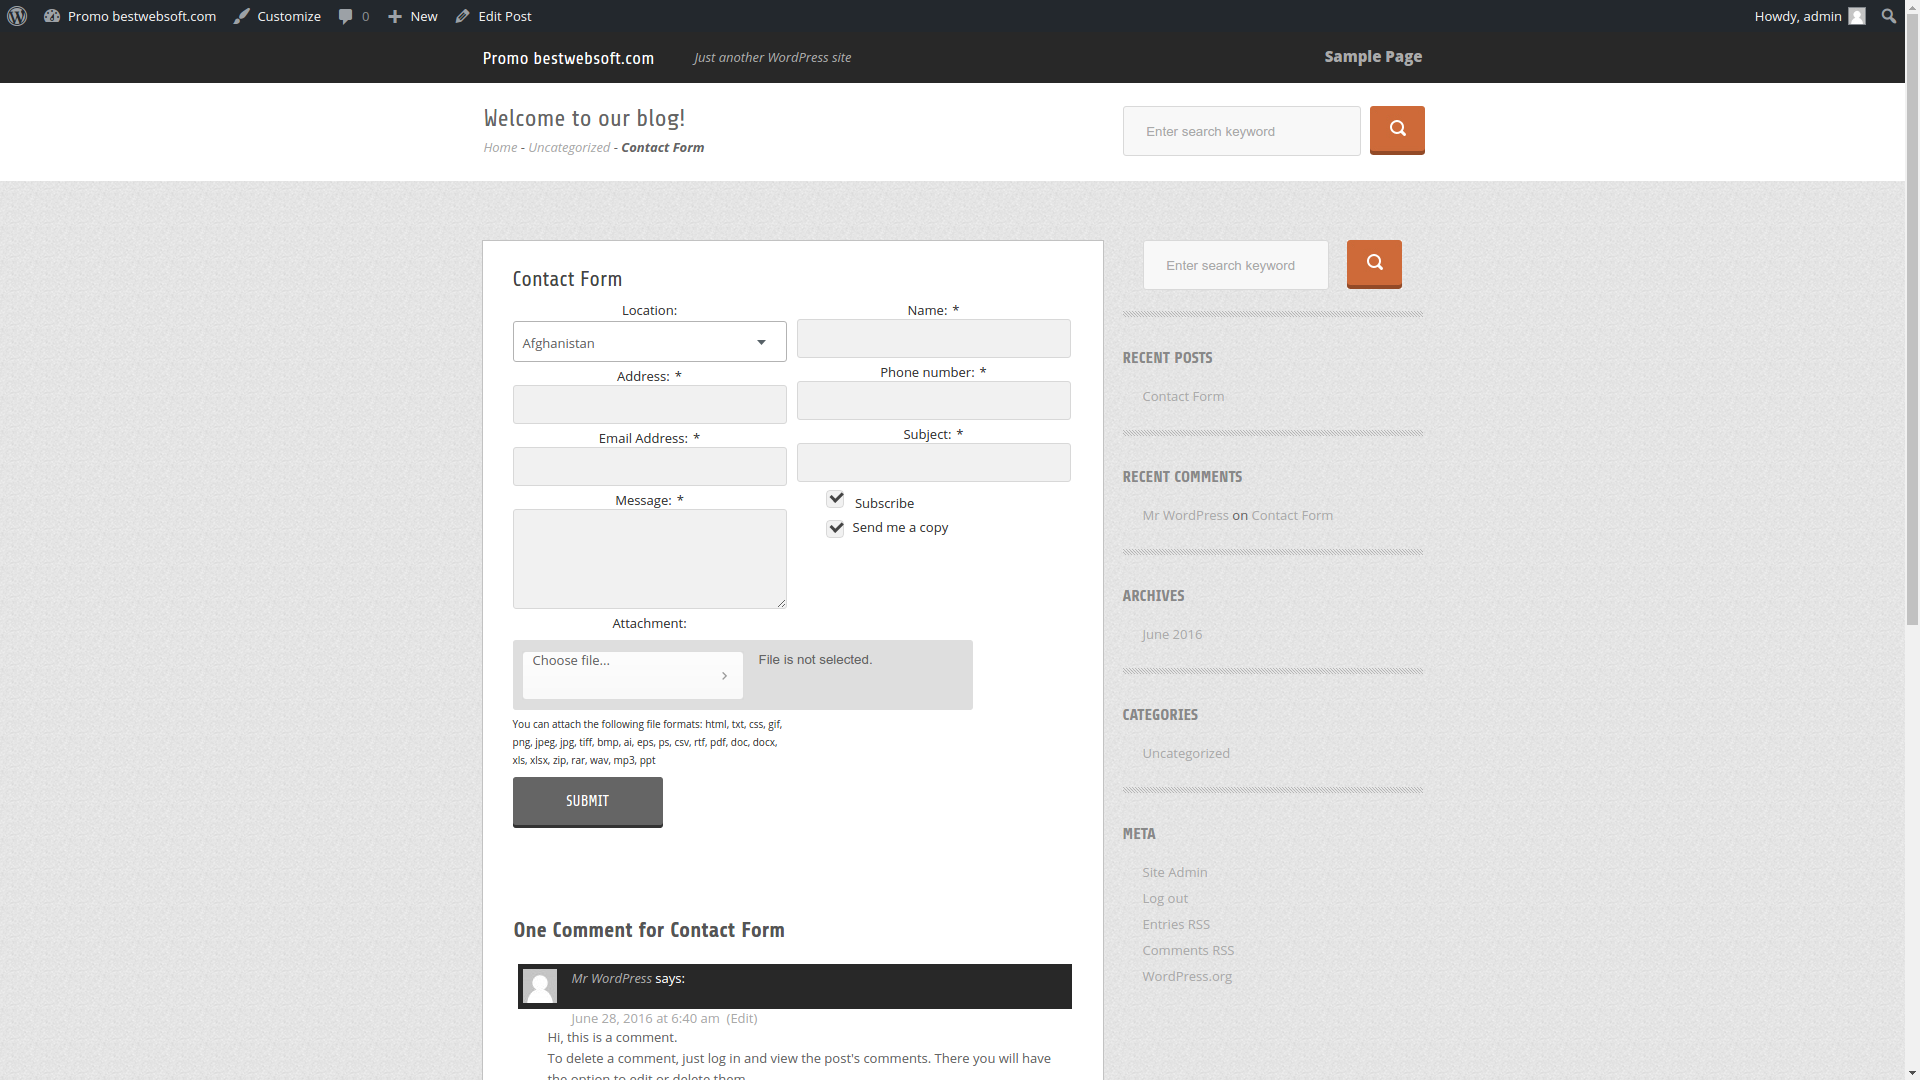 Promo bestwebsoft.com Customize 0 New Edit Post Howdy, admin
Promo bestwebsoft.com Just another WordPress site Sample Page
Welcome to our blog!
Home - Uncategorized - Contact Form
Enter search keyword
Contact Form
Location:
Afghanistan
Address: *
Email Address: *
Message: *
Name: *
Phone number: *
Subject: *
Subscribe
Send me a copy
Attachment:
Choose file...
File is not selected.
You can attach the following file formats: html, txt, css, gif,
png, jpeg, jpg, tiff, bmp, ai, eps, ps, csv, rtf, pdf, doc, docx,
xls, xlsx, zip, rar, wav, mp3, ppt
SUBMIT
One Comment for Contact Form
Mr WordPress says:
June 28, 2016 at 6:40 am (Edit)
Hi, this is a comment.
To delete a comment, just log in and view the post's comments. There you will have
the option to edit or delete them.
Enter search keyword
RECENT POSTS
Contact Form
RECENT COMMENTS
Mr WordPress on Contact Form
ARCHIVES
June 2016
CATEGORIES
Uncategorized
META
Site Admin
Log out
Entries RSS
Comments RSS
WordPress.org